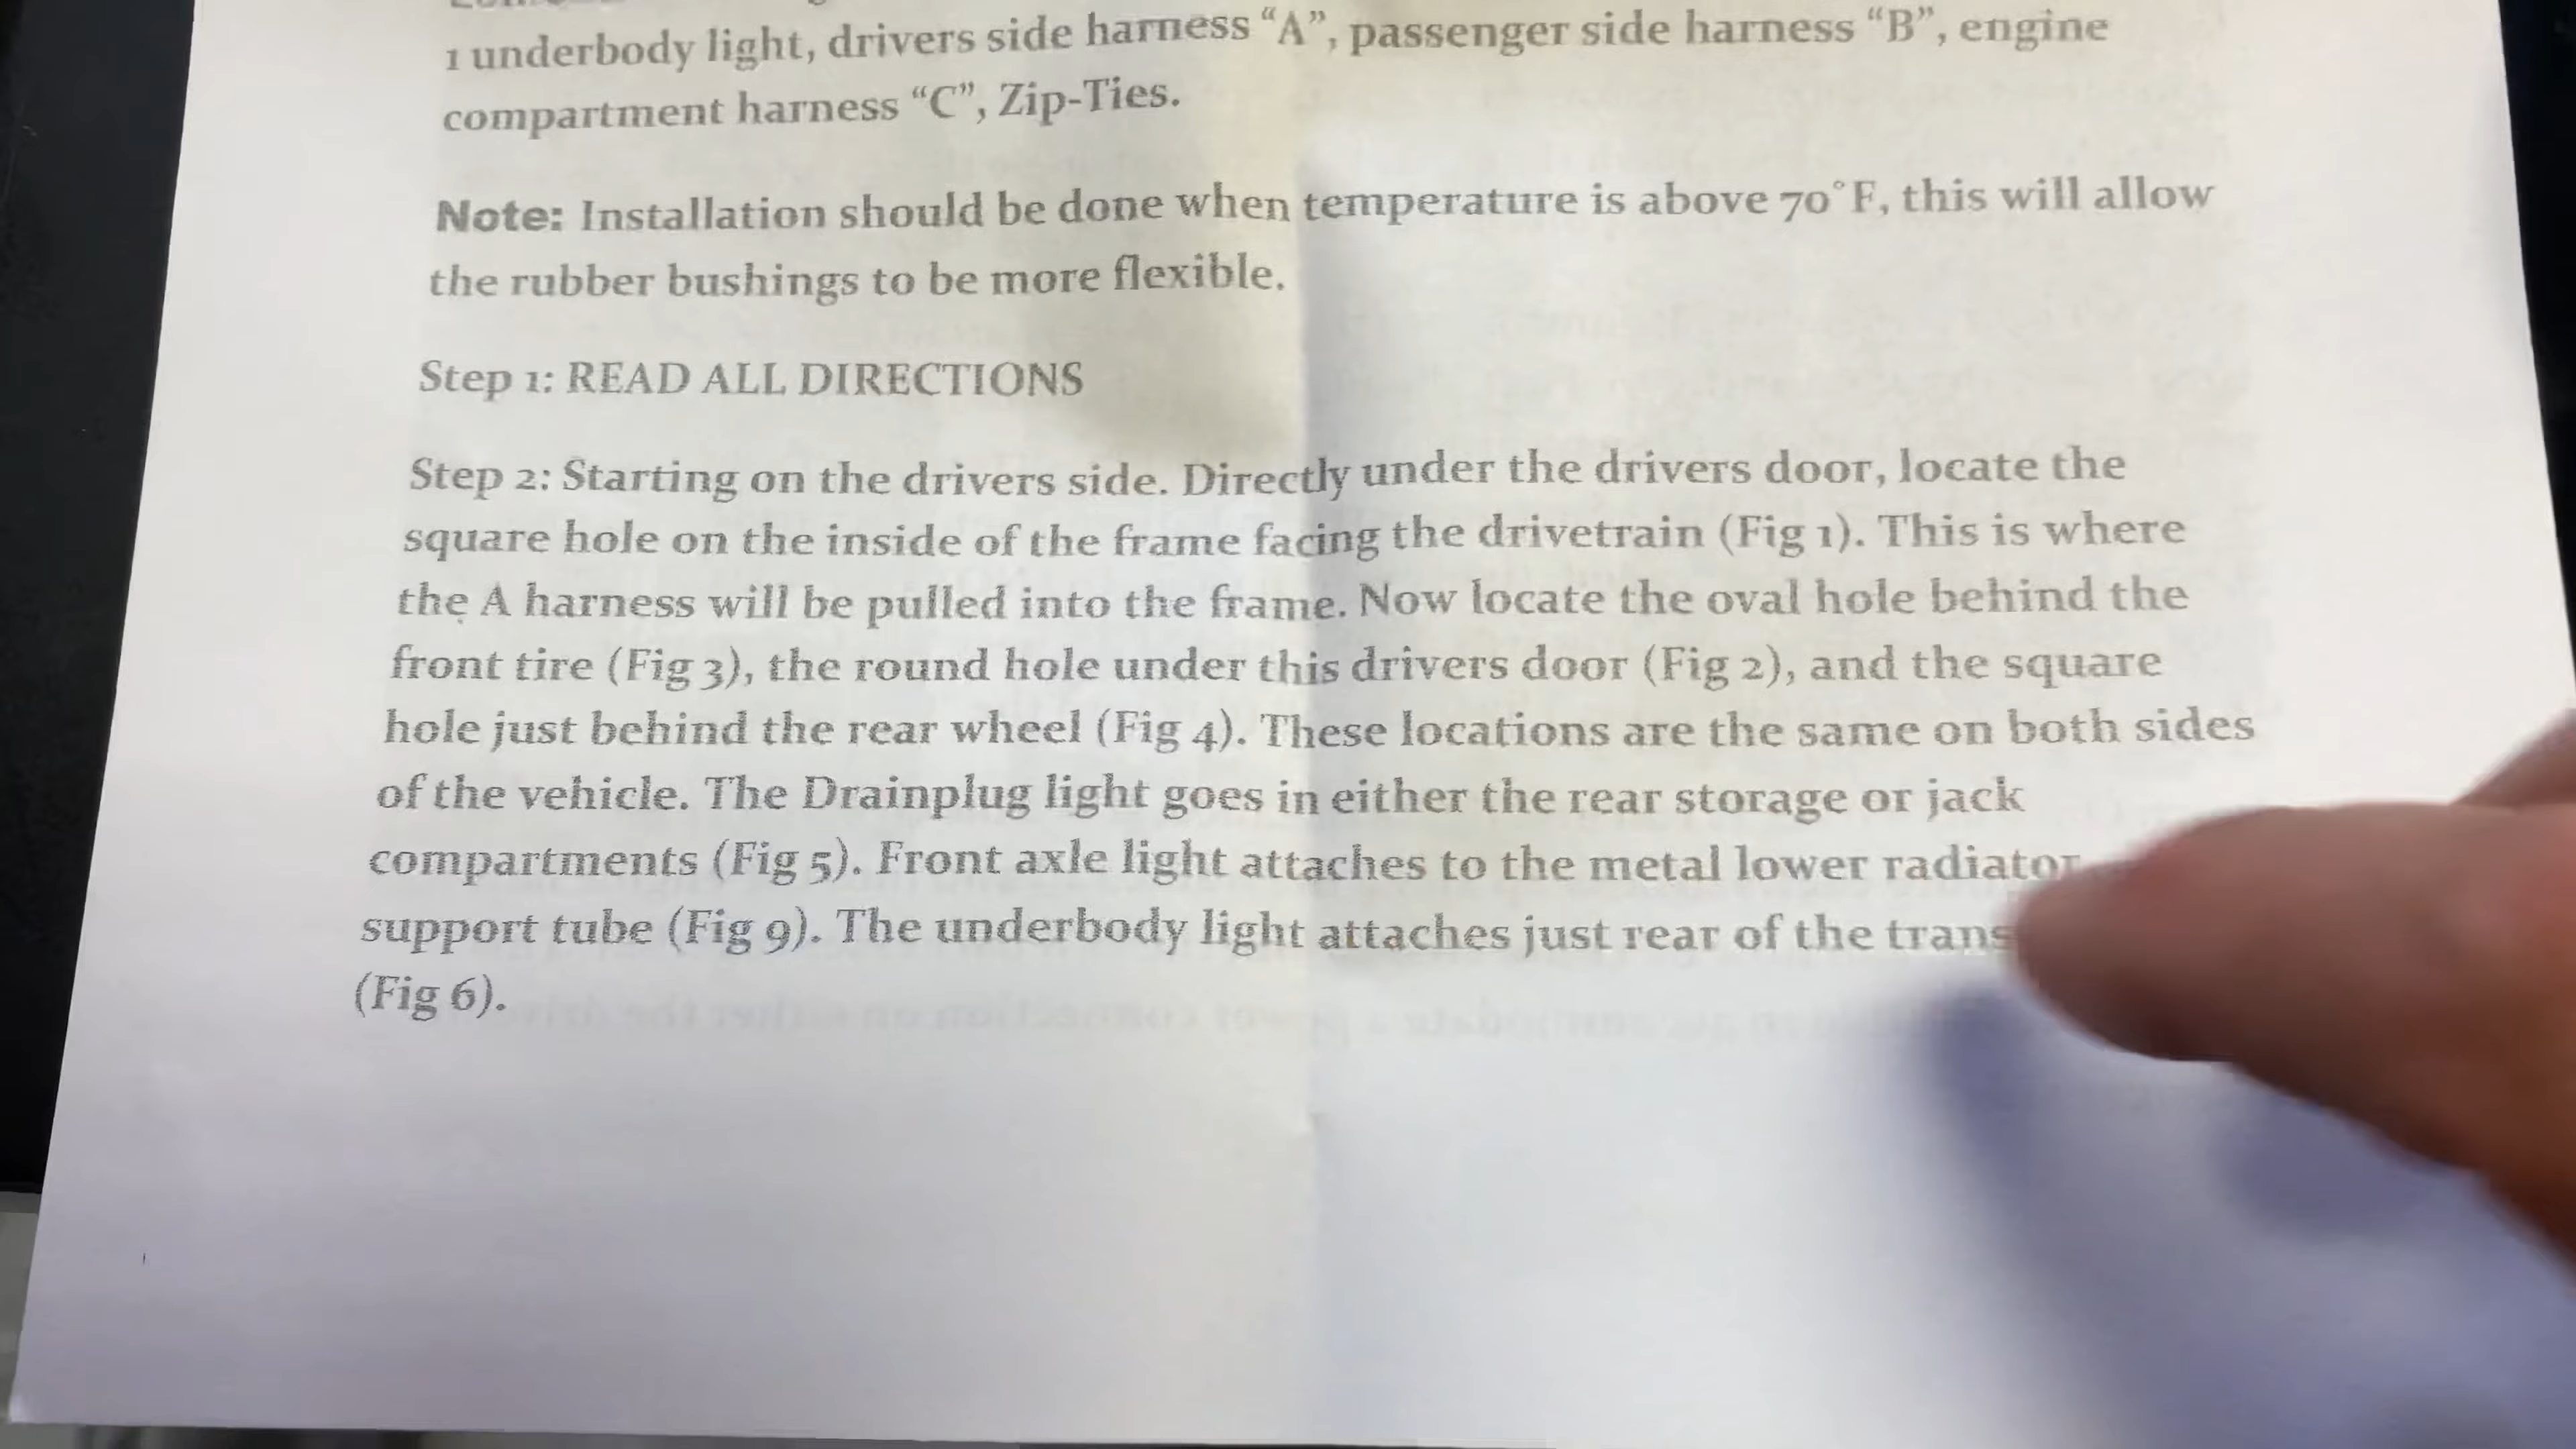 1 underbody light, drivers side harness “A”, passenger side harness “B”, engine
compartment harness “C”, Zip-Ties.
Note: Installation should be done when temperature is above 70°F, this will allow
the rubber bushings to be more flexible.
Step 1: READ ALL DIRECTIONS
Step 2: Starting on the drivers side. Directly under the drivers door, locate the
square hole on the inside of the frame facing the drivetrain (Fig 1). This is where
the A harness will be pulled into the frame. Now locate the oval hole behind the
front tire (Fig 3), the round hole under this drivers door (Fig 2), and the square
hole just behind the rear wheel (Fig 4). These locations are the same on both sides
of the vehicle. The Drainplug light goes in either the rear storage or jack
compartments (Fig 5). Front axle light attaches to the metal lower radiator
support tube (Fig 9). The underbody light attaches just rear of the trans
(Fig 6).